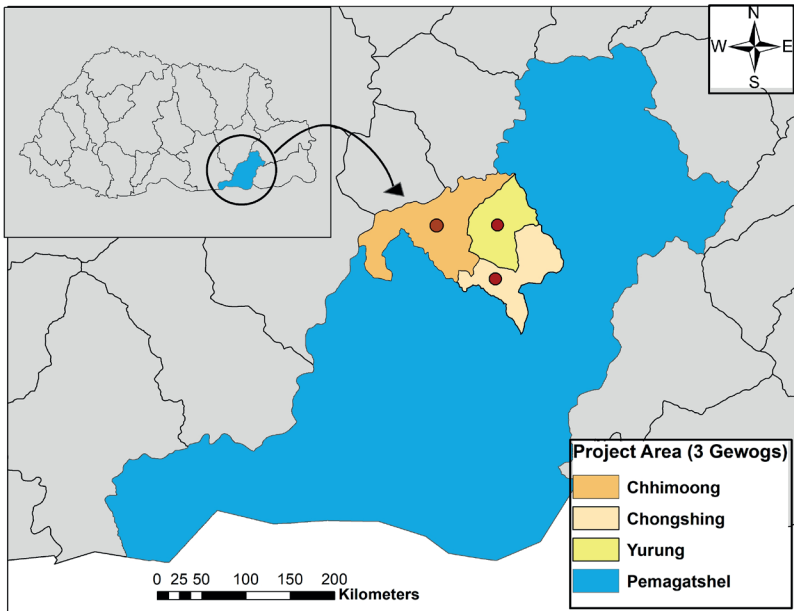 N
W E
S
Project Area (3 Gewogs)
Chhimoong
Chongshing
Yurung
Pemagatshel
0 25 50 100 150 200
Kilometers